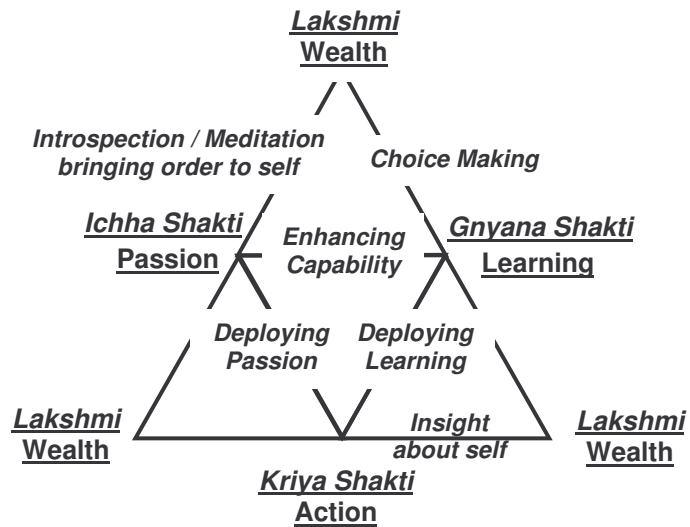 Lakshmi
Wealth
Introspection / Meditation
bringing order to self
Choice Making
Ichha Shakti
Passion
Enhancing
Capability
Gnyana Shakti
Learning
Deploying
Passion
Deploying
Learning
Lakshmi
Wealth
Insight
about self
Lakshmi
Wealth
Kriya Shakti
Action